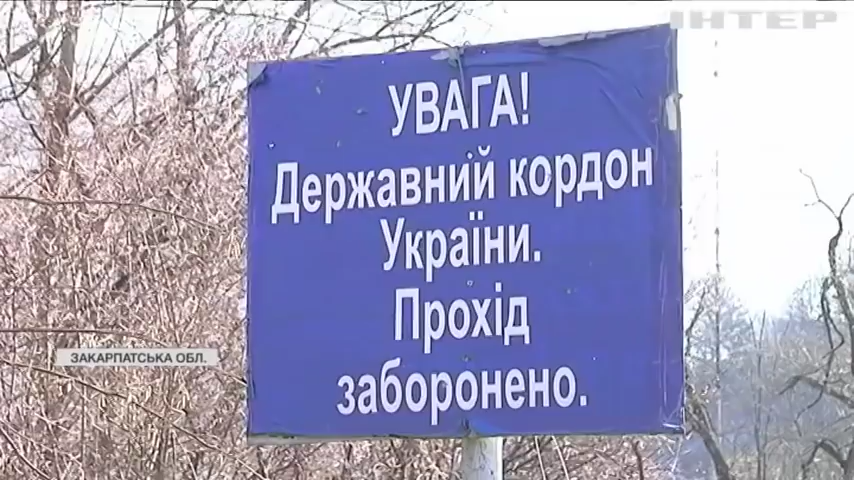 ІНТЕР
УВАГА!
Державний кордон
України.
Прохід
заборонено.
ЗАКАРПАТСЬКА ОБЛ.